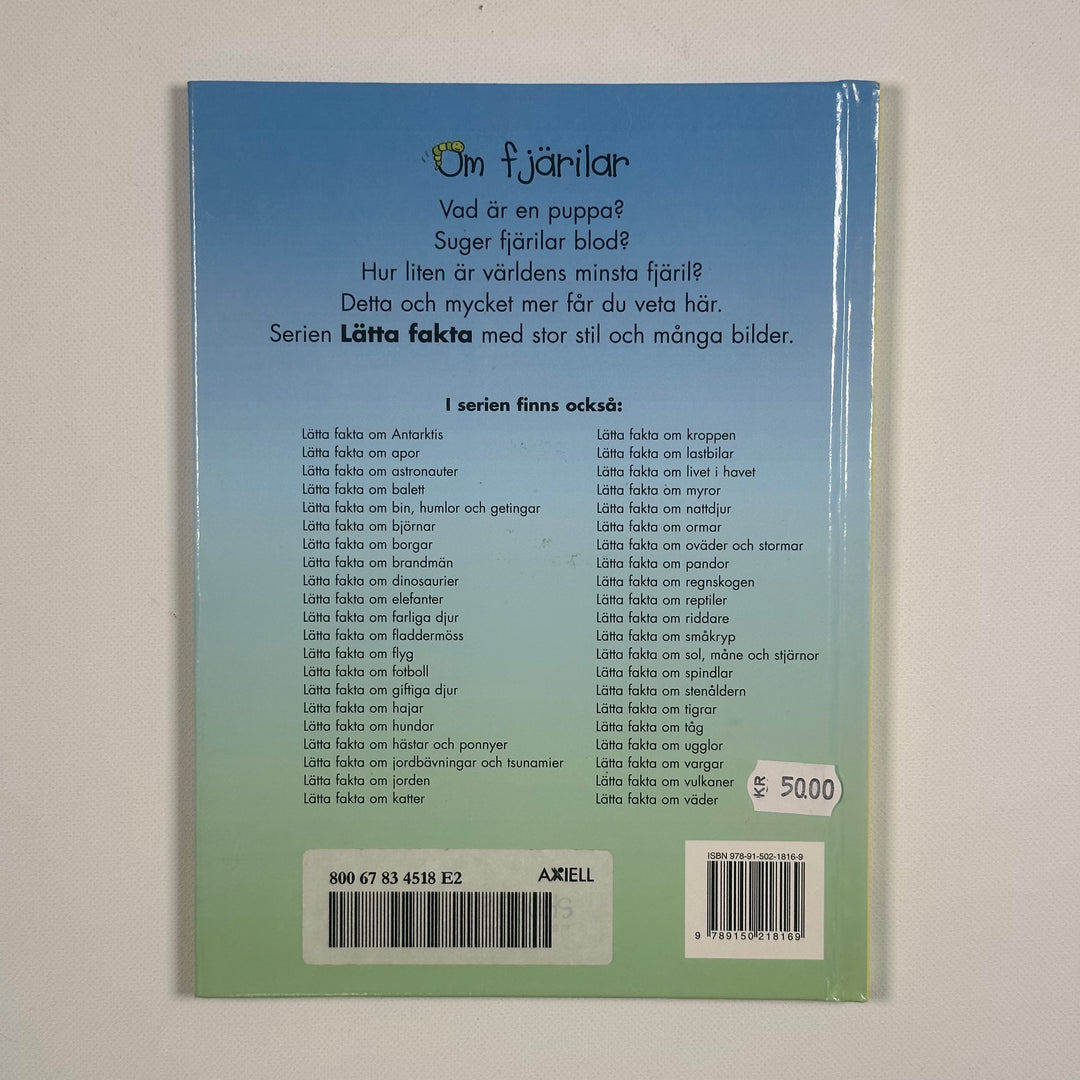 Om fjärilar
Vad är en puppa?
Suger fjärilar blod?
Hur liten är världens minsta fjäril?
Detta och mycket mer får du veta här.
Serien Lätta fakta med stor stil och många bilder.
I serien finns också:
Lätta fakta om Antarktis
Lätta fakta om apor
Lätta fakta om astronauter
Lätta fakta om balett
Lätta fakta om bin, humlor och getingar
Lätta fakta om björnar
Lätta fakta om borgar
Lätta fakta om brandmän
Lätta fakta om dinosaurier
Lätta fakta om elefanter
Lätta fakta om farliga djur
Lätta fakta om fladdermöss
Lätta fakta om flyg
Lätta fakta om fotboll
Lätta fakta om giftiga djur
Lätta fakta om hajar
Lätta fakta om hundar
Lätta fakta om hästar och ponnyer
Lätta fakta om jordbävningar och tsunamier
Lätta fakta om jorden
Lätta fakta om katter
Lätta fakta om kroppen
Lätta fakta om lastbilar
Lätta fakta om livet i havet
Lätta fakta om myror
Lätta fakta om nattdjur
Lätta fakta om ormar
Lätta fakta om oväder och stormar
Lätta fakta om pandor
Lätta fakta om regnskogen
Lätta fakta om reptiler
Lätta fakta om riddare
Lätta fakta om småkryp
Lätta fakta om sol, måne och stjärnor
Lätta fakta om spindlar
Lätta fakta om stenåldern
Lätta fakta om tigrar
Lätta fakta om tåg
Lätta fakta om ugglor
Lätta fakta om vargar
Lätta fakta om vulkaner
Lätta fakta om väder
KR 50.00
800 67 83 4518 E2 AXIELL
ISBN 978-91-502-1816-9
9 789150 218169